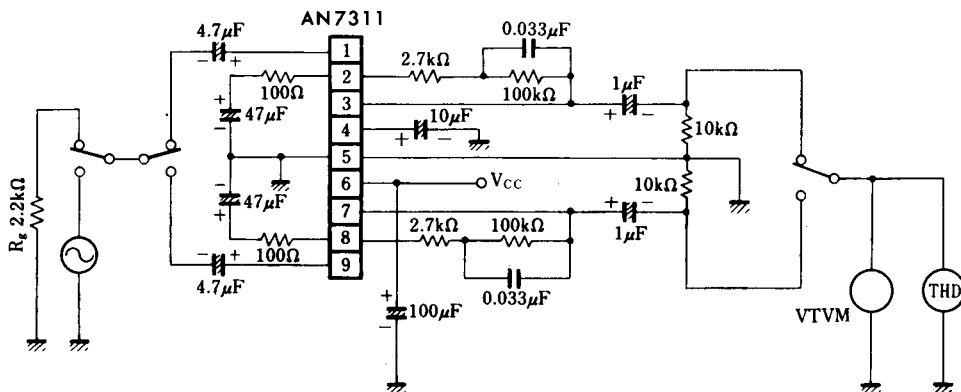 AN7311
4.7μF
0.033μF
1
2.7kΩ
2
100Ω
100kΩ
1μF
3
47μF
10μF
4
10kΩ
5
V_CC
10kΩ
6
47μF
7
2.7kΩ
100kΩ
1μF
8
100Ω
9
4.7μF
0.033μF
R_g 2.2kΩ
100μF
VTVM
THD
+
−
+
−
+
−
+
−
+
−
+
−
+
−
+
−
+
−